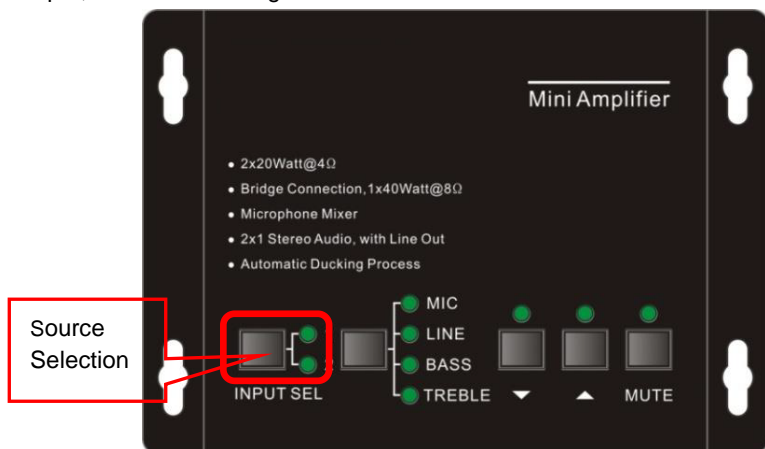 Mini Amplifier
• 2x20Watt@4Ω
• Bridge Connection,1x40Watt@8Ω
• Microphone Mixer
• 2x1 Stereo Audio, with Line Out
• Automatic Ducking Process
Source
Selection
MIC
LINE
2
BASS
INPUT SEL
TREBLE
MUTE